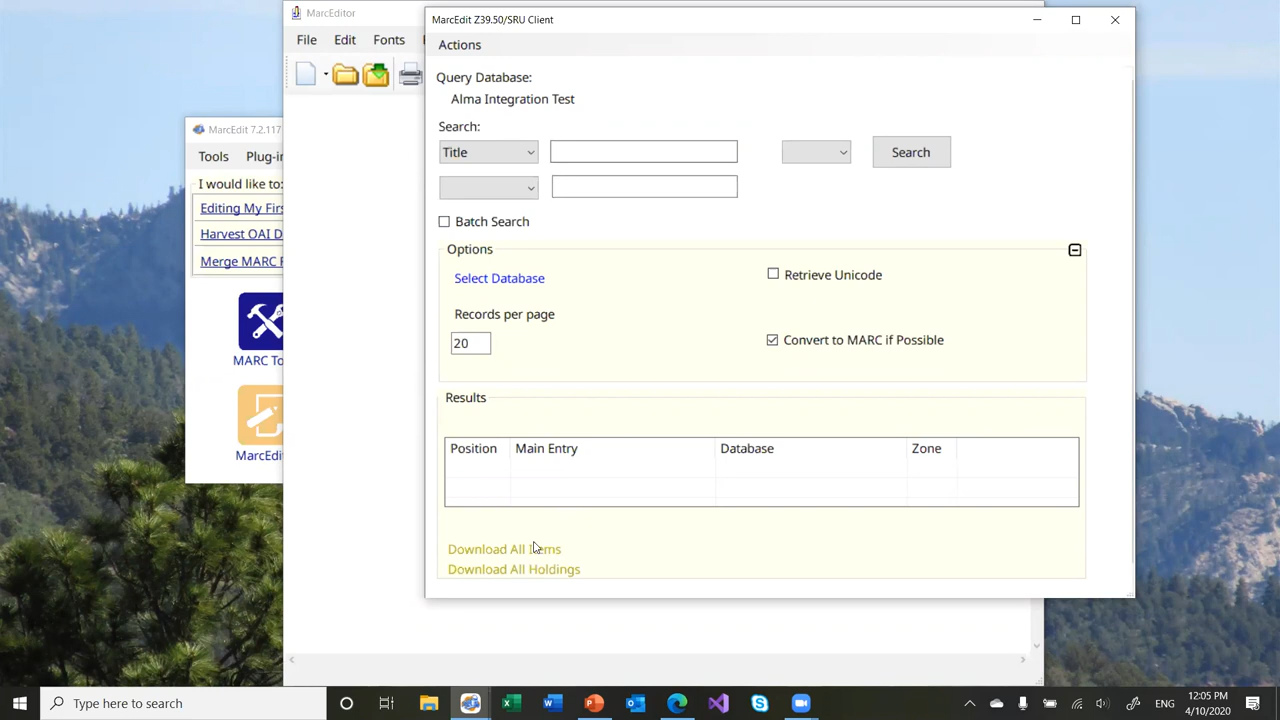 MarcEditor
File Edit Fonts
MarcEdit 7.2.117
Tools Plug-in
I would like to:
Editing My Firs
Harvest OAI D
Merge MARC F
MARC To
MarcEdit
MarcEdit Z39.50/SRU Client
Actions
Query Database:
Alma Integration Test
Search:
Title
Search
Batch Search
Options
Select Database
Retrieve Unicode
Records per page
20
Convert to MARC if Possible
Results
Position Main Entry Database Zone
Download All Items
Download All Holdings
Type here to search
ENG
12:05 PM
4/10/2020